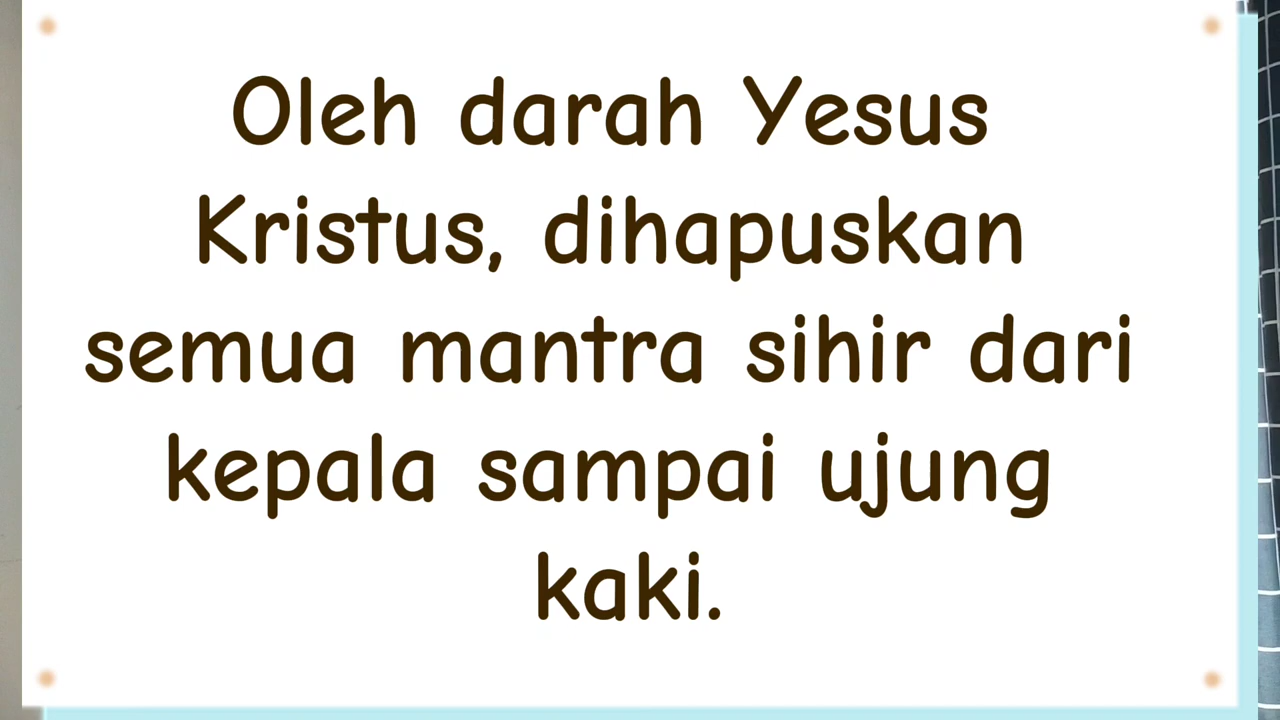 Oleh darah Yesus
Kristus, dihapuskan
semua mantra sihir dari
kepala sampai ujung
kaki.